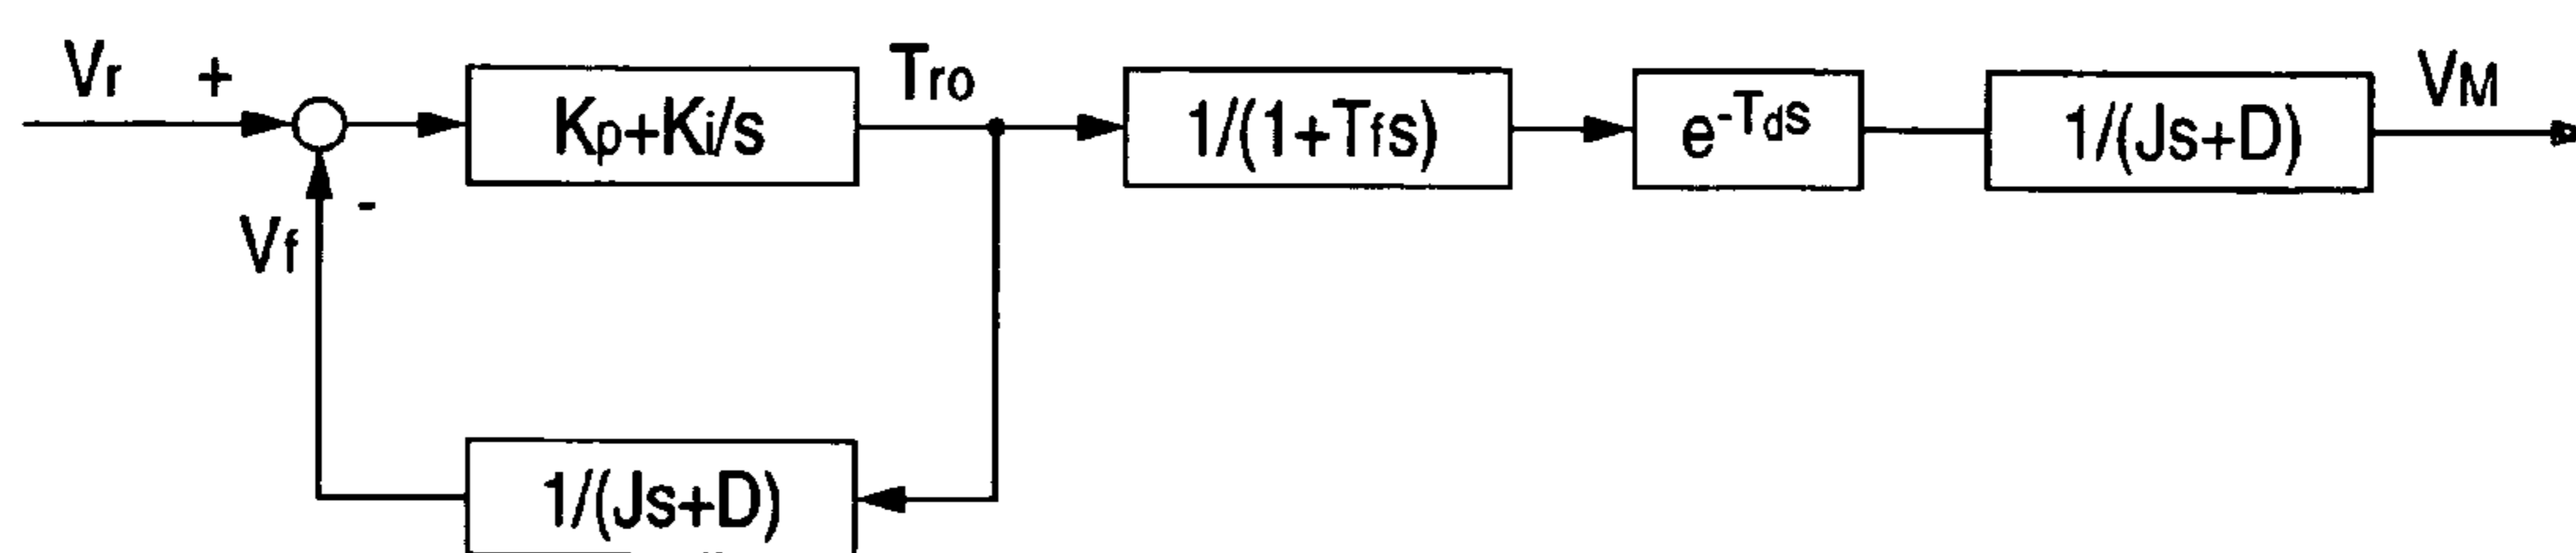 Vr +
Kp+Ki/s
Tro
1/(1+Tfs)
e-Tds
1/(Js+D)
VM
Vf -
1/(Js+D)